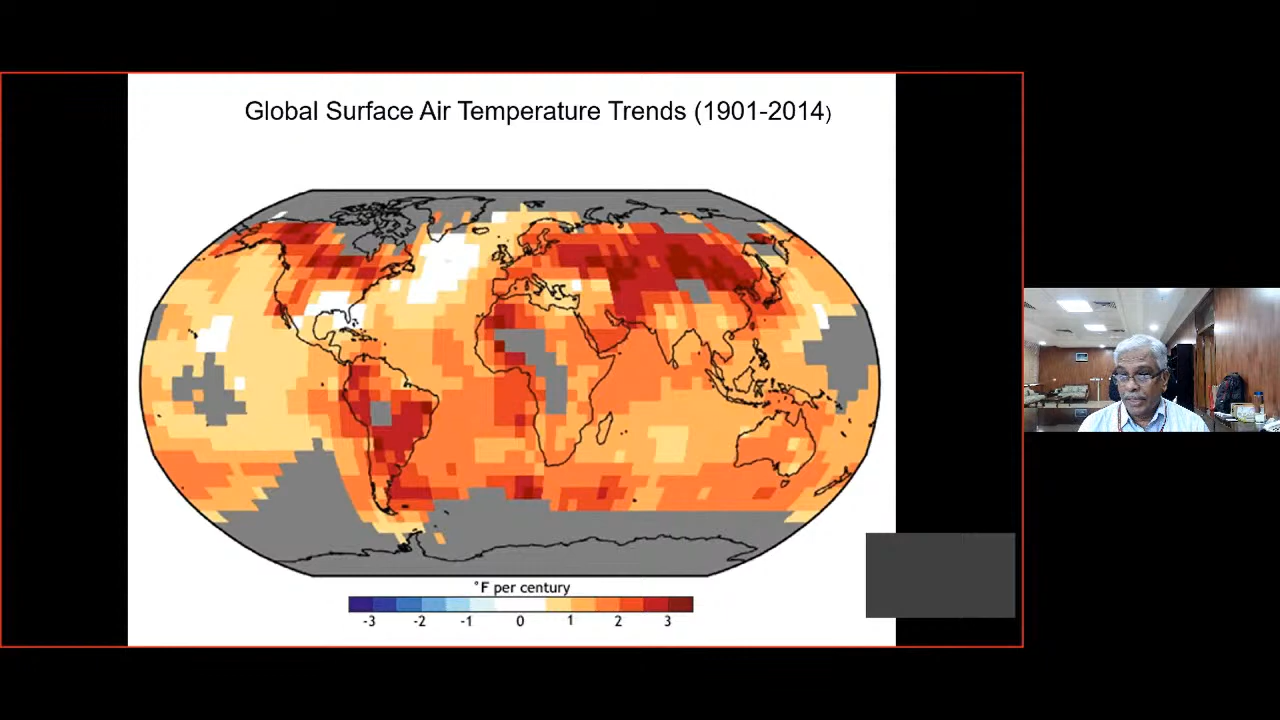 Global Surface Air Temperature Trends (1901-2014)
°F per century
-3 -2 -1 0 1 2 3